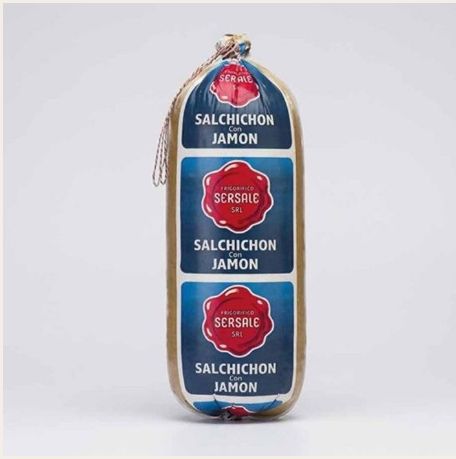 SERSALE
SALCHICHON
Con
JAMON
FRIGORIFICO
SERSALE
SRL
SALCHICHON
Con
JAMON
FRIGORIFICO
SERSALE
SRL
SALCHICHON
Con
JAMON